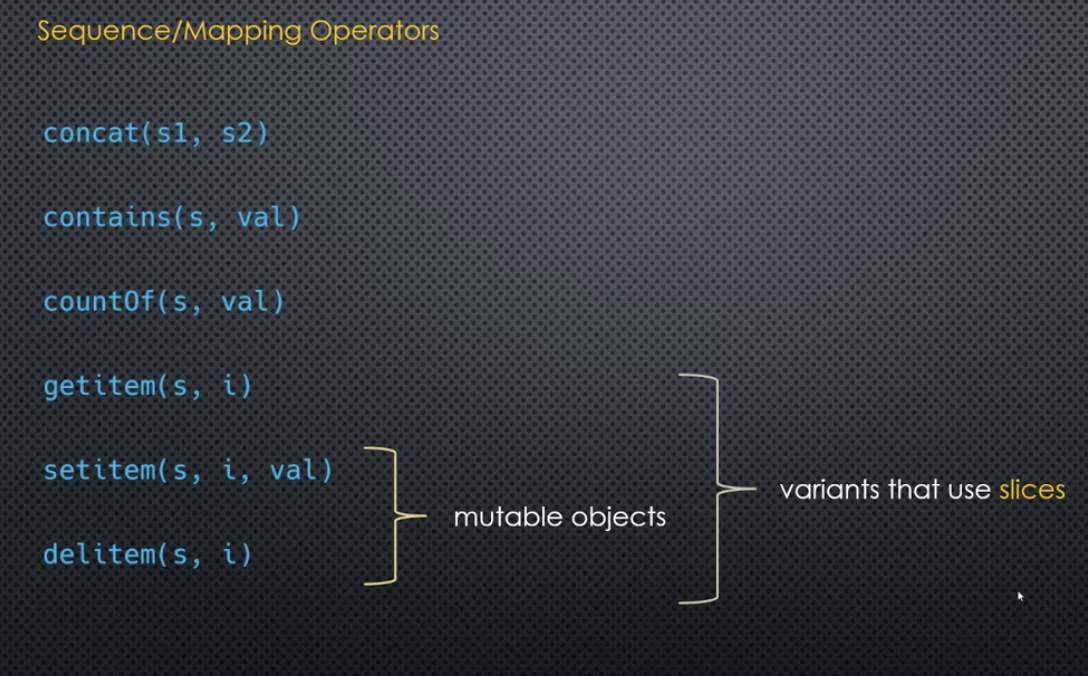 Sequence/Mapping Operators
concat(s1, s2)
contains(s, val)
countOf(s, val)
getitem(s, i)
setitem(s, i, val)
delitem(s, i)
mutable objects
variants that use slices